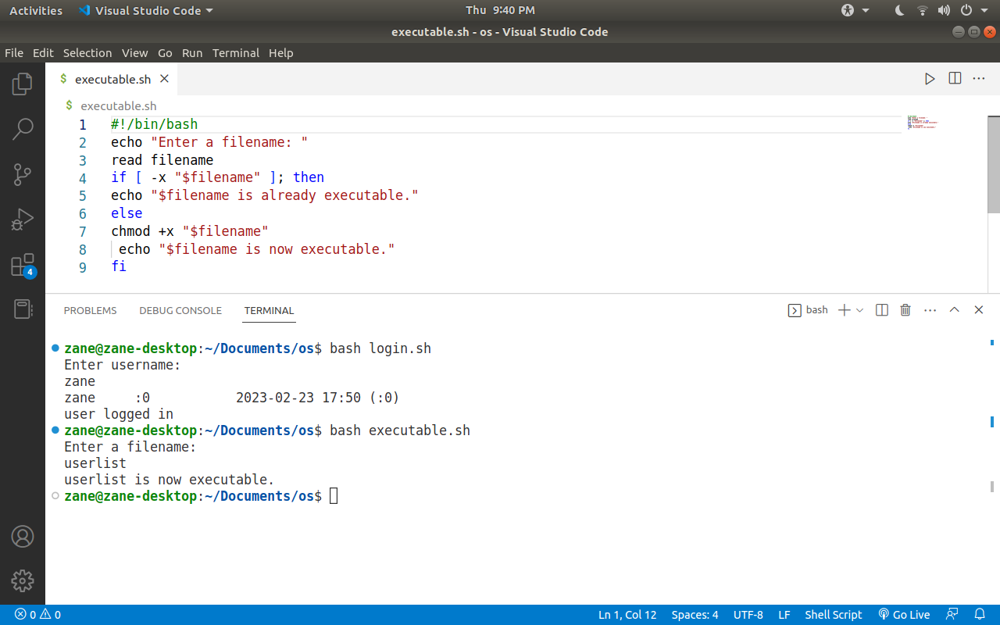 Activities Visual Studio Code Thu 9:40 PM
executable.sh - os - Visual Studio Code
File Edit Selection View Go Run Terminal Help
$ executable.sh
$ executable.sh
1 #!/bin/bash
2 echo "Enter a filename: "
3 read filename
4 if [ -x "$filename" ]; then
5 echo "$filename is already executable."
6 else
7 chmod +x "$filename"
8 echo "$filename is now executable."
9 fi
4
PROBLEMS DEBUG CONSOLE TERMINAL bash
zane@zane-desktop:~/Documents/os$ bash login.sh
Enter username:
zane
zane     :0           2023-02-23 17:50 (:0)
user logged in
zane@zane-desktop:~/Documents/os$ bash executable.sh
Enter a filename:
userlist
userlist is now executable.
zane@zane-desktop:~/Documents/os$
0 0 Ln 1, Col 12 Spaces: 4 UTF-8 LF Shell Script Go Live